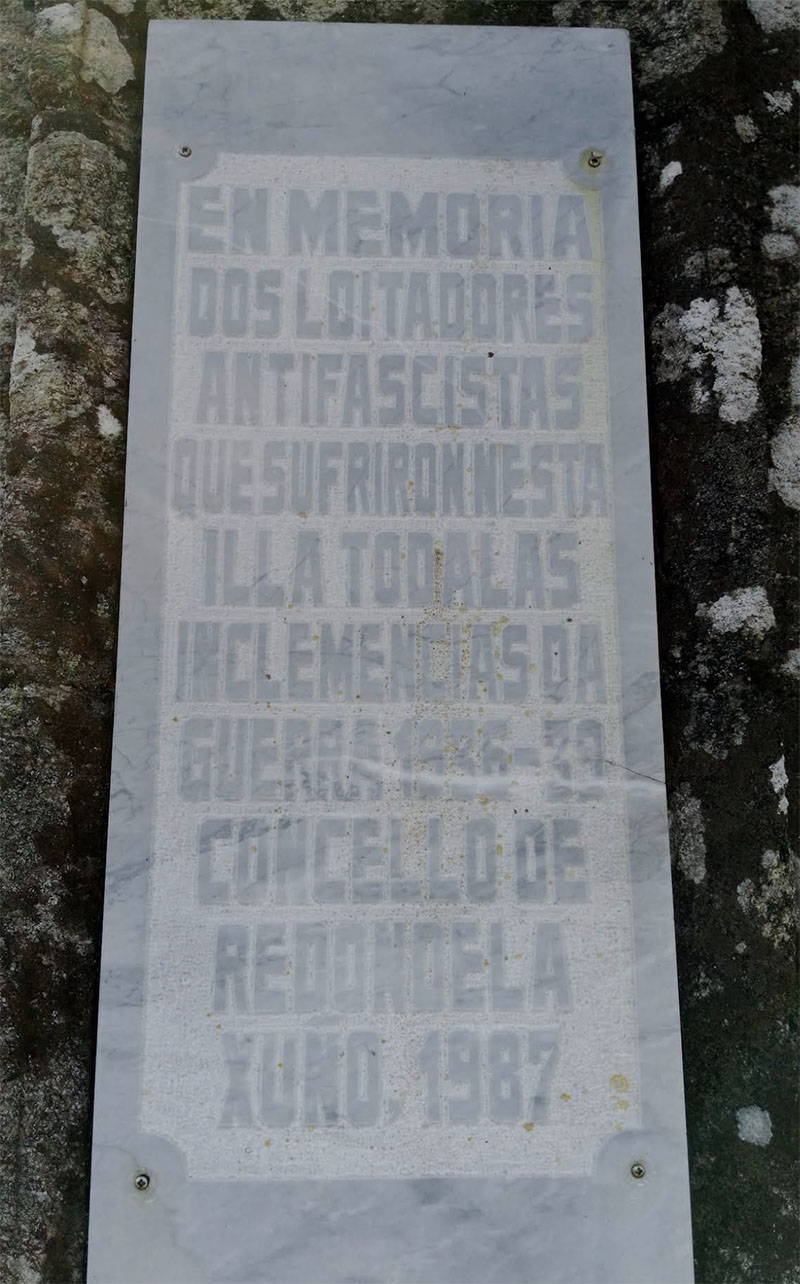 EN MEMORIA
DOS LOITADORES
ANTIFASCISTAS
QUE SUFRIRON NESTA
ILLA TODALAS
INCLEMENCIAS DA
GUERRA 1936-39
CONCELLO DE
REDONDELA
XUÑO, 1987